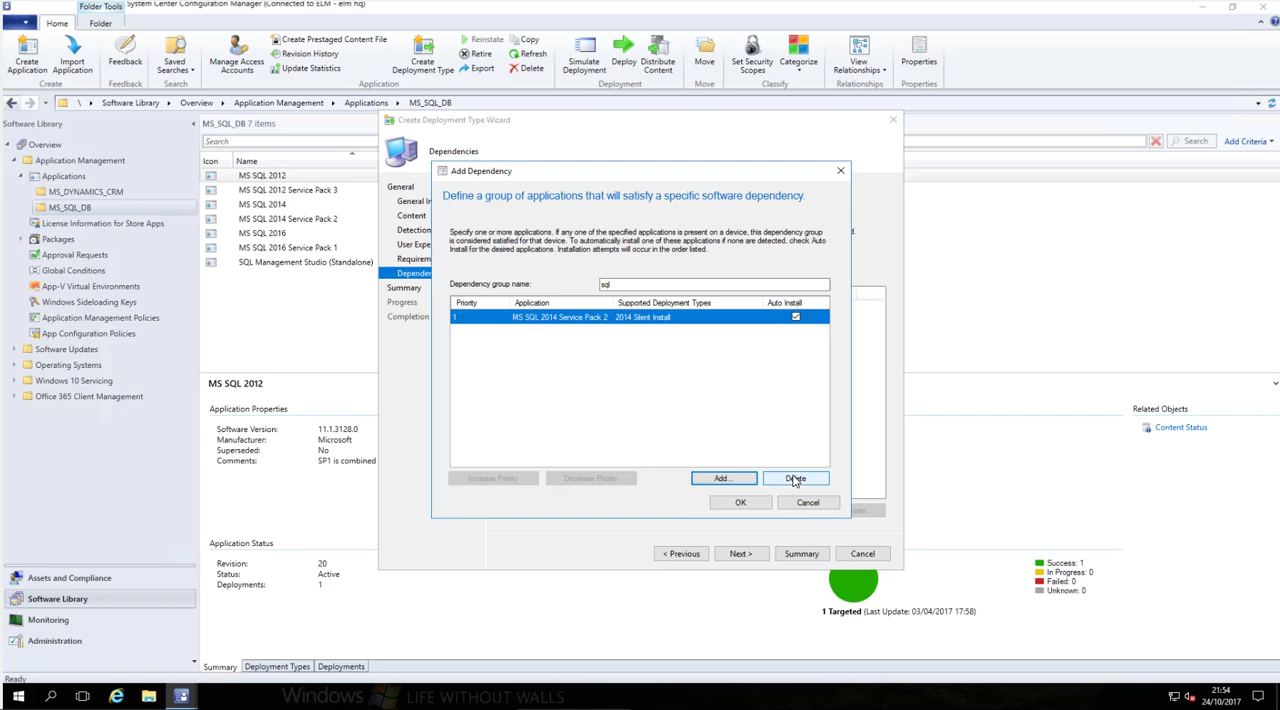 Folder Tools
System Center Configuration Manager (Connected to ELM - elm hq)
Home
Folder
Create Application
Import Application
Feedback
Saved Searches
Manage Access Accounts
Create Prestaged Content File
Revision History
Update Statistics
Create Deployment Type
Reinstate
Retire
Export
Copy
Refresh
Delete
Simulate Deployment
Deploy
Distribute Content
Move
Set Security Scopes
Categorize
View Relationships
Properties
Create
Search
Application
Deployment
Move
Classify
Relationships
Properties
\ Software Library Overview Application Management Applications MS_SQL_DB
Software Library
Overview
Application Management
Applications
MS_DYNAMICS_CRM
MS_SQL_DB
License Information for Store Apps
Packages
Approval Requests
Global Conditions
App-V Virtual Environments
Windows Sideloading Keys
Application Management Policies
App Configuration Policies
Software Updates
Operating Systems
Windows 10 Servicing
Office 365 Client Management
Assets and Compliance
Software Library
Monitoring
Administration
Ready
MS_SQL_DB 7 items
Search
Search
Add Criteria
Icon Name
MS SQL 2012
MS SQL 2012 Service Pack 3
MS SQL 2014
MS SQL 2014 Service Pack 2
MS SQL 2016
MS SQL 2016 Service Pack 1
SQL Management Studio (Standalone)
Create Deployment Type Wizard
Dependencies
General
General In
Content
Detection
User Expe
Requirem
Depender
Summary
Progress
Completion
Add Dependency
Define a group of applications that will satisfy a specific software dependency.
Specify one or more applications. If any one of the specified applications is present on a device, this dependency group
is considered satisfied for that device. To automatically install one of these applications if none are detected, check Auto
Install for the desired applications. Installation attempts will occur in the order listed.
Dependency group name: sql
Priority Application Supported Deployment Types Auto Install
1 MS SQL 2014 Service Pack 2 2014 Silent Install
Increase Priority Decrease Priority Add... Delete
OK Cancel
< Previous Next > Summary Cancel
MS SQL 2012
Application Properties
Software Version: 11.1.3128.0
Manufacturer: Microsoft
Superseded: No
Comments: SP1 is combined
Related Objects
Content Status
Application Status
Revision: 20
Status: Active
Deployments: 1
Success: 1
In Progress: 0
Failed: 0
Unknown: 0
1 Targeted (Last Update: 03/04/2017 17:58)
Summary Deployment Types Deployments
Windows LIFE WITHOUT WALLS
21:54
24/10/2017